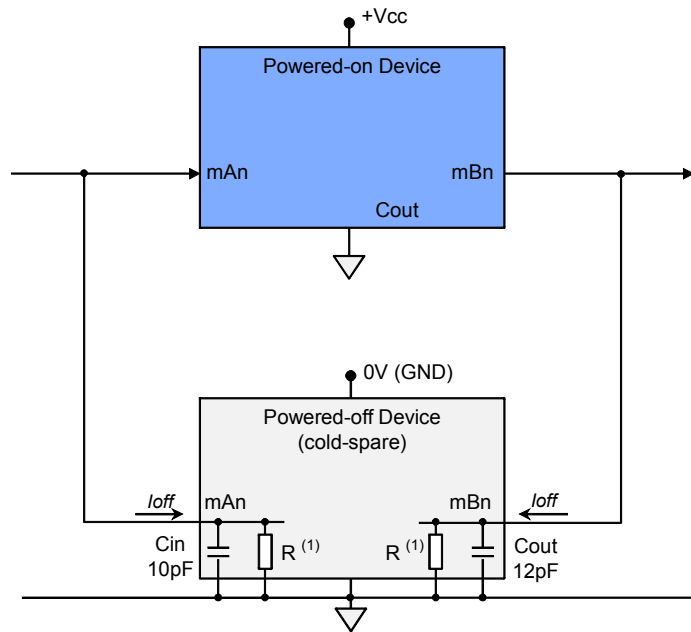 +Vcc
Powered-on Device
mAn
mBn
Cout
0V (GND)
Powered-off Device
(cold-spare)
Ioff
mAn
mBn
Ioff
Cin
10pF
R (1)
R (1)
Cout
12pF